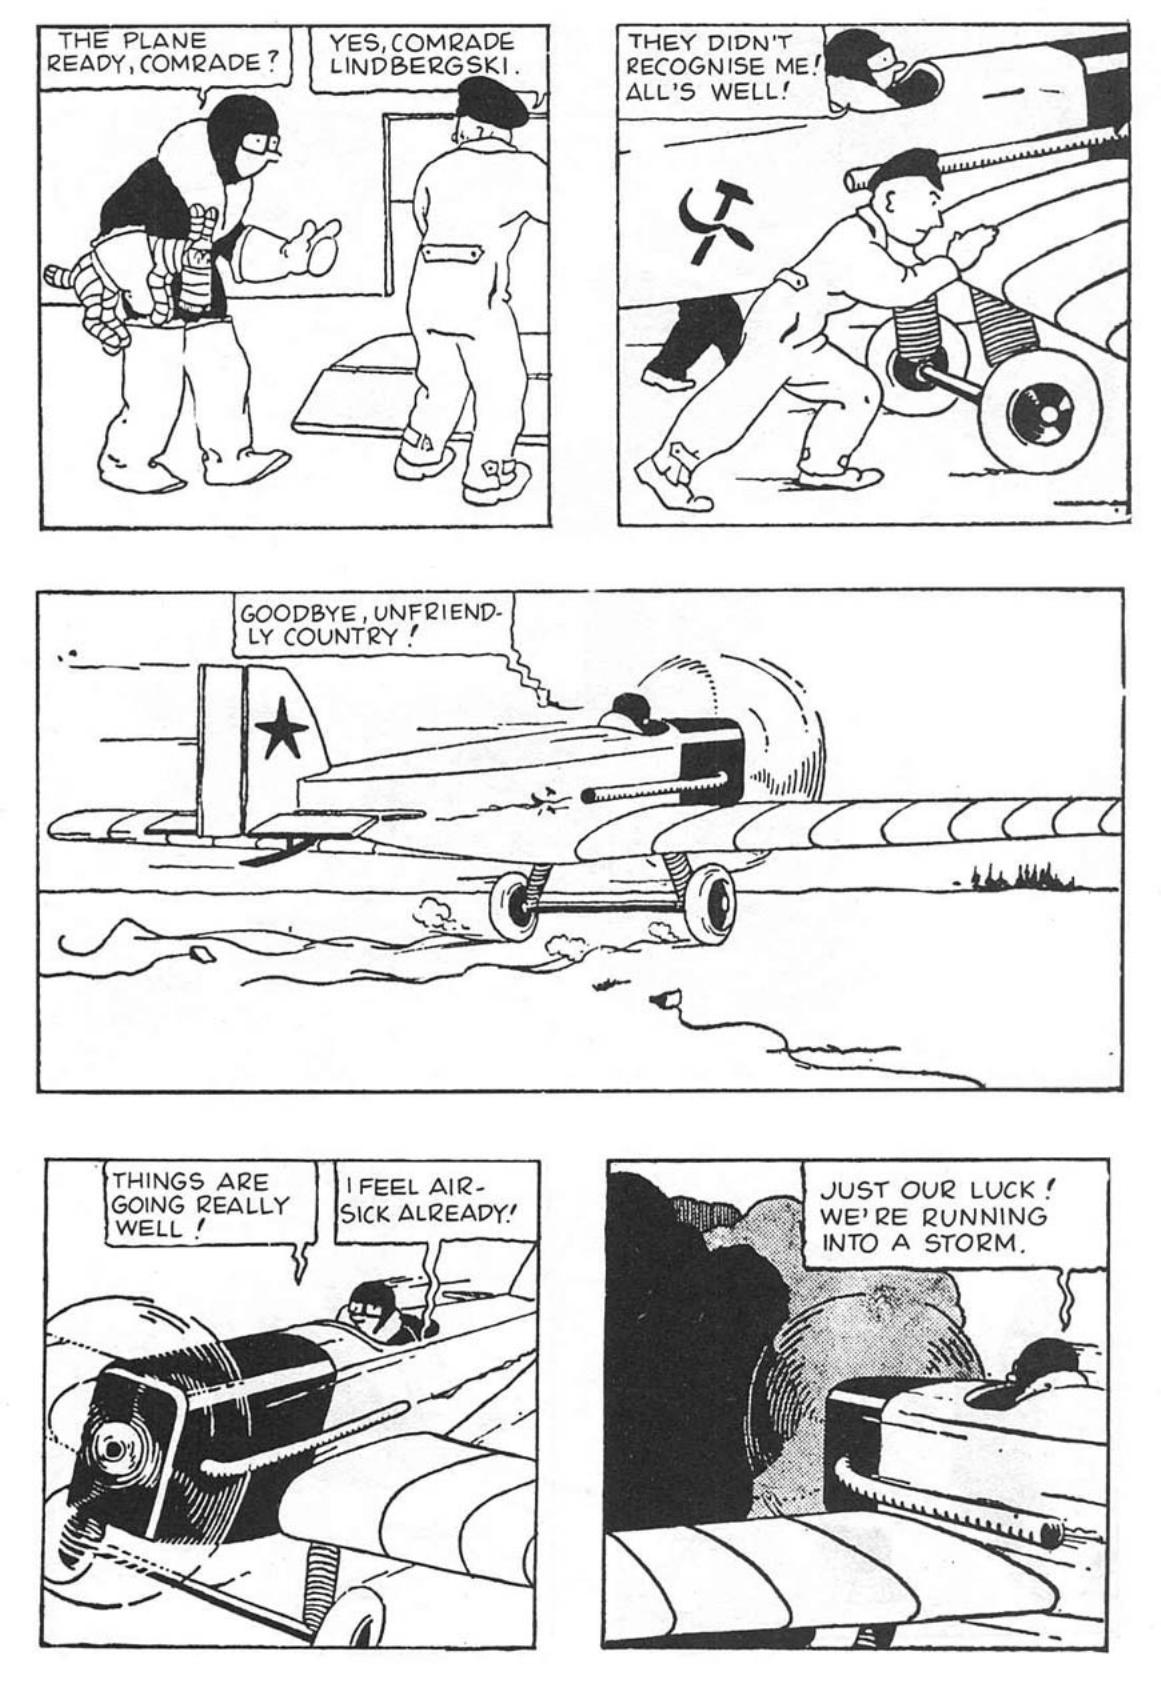 THE PLANE
READY, COMRADE?
YES, COMRADE
LINDBERGSKI.
THEY DIDN'T
RECOGNISE ME!
ALL'S WELL!
GOODBYE, UNFRIEND-
LY COUNTRY!
THINGS ARE
GOING REALLY
WELL!
I FEEL AIR-
SICK ALREADY!
JUST OUR LUCK!
WE'RE RUNNING
INTO A STORM.